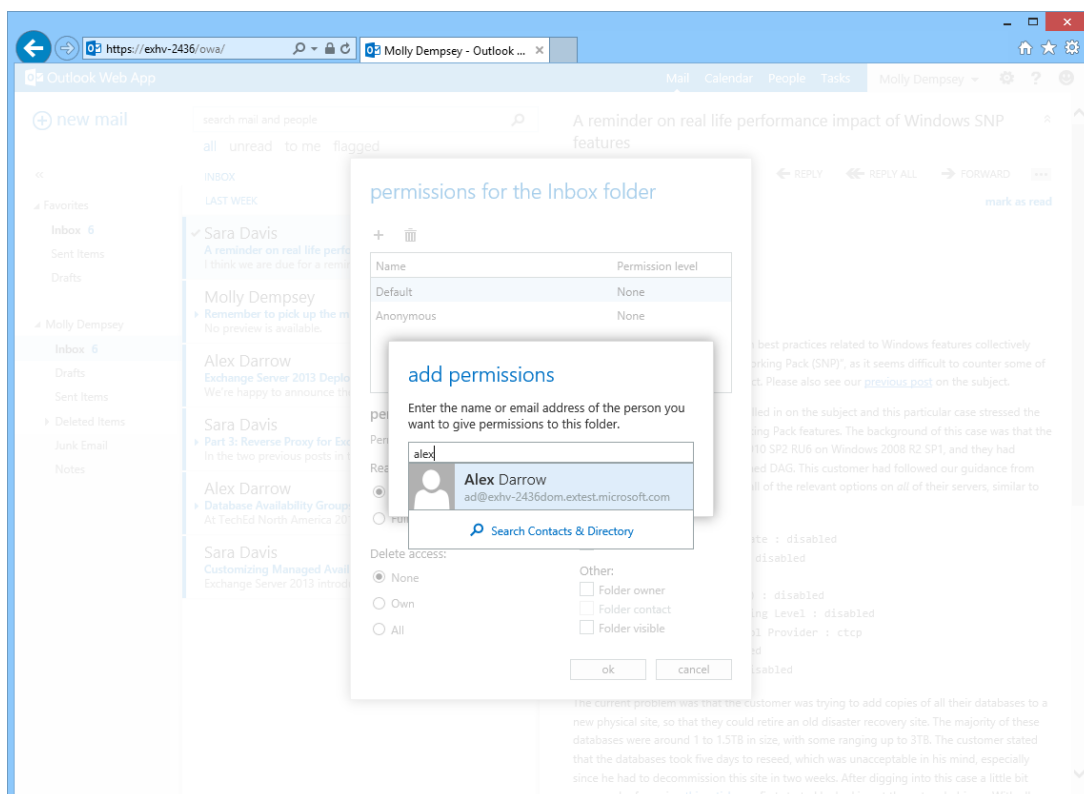 https://exhv-2436/owa/
Molly Dempsey - Outlook ...
Outlook Web App
Mail Calendar People Tasks Molly Dempsey
new mail
search mail and people
all unread to me flagged
INBOX
LAST WEEK
Favorites
Inbox 6
Sent Items
Drafts
Molly Dempsey
Inbox 6
Drafts
Sent Items
Deleted Items
Junk Email
Notes
Sara Davis
A reminder on real life perfo
I think we are due for a remin
Molly Dempsey
Remember to pick up the m
No preview is available.
Alex Darrow
Exchange Server 2013 Deplo
We're happy to announce the
Sara Davis
Part 3: Reverse Proxy for Exc
In the two previous posts in t
Alex Darrow
Database Availability Group
At TechEd North America 20
Sara Davis
Customizing Managed Avail
Exchange Server 2013 introd
permissions for the Inbox folder
Name Permission level
Default None
Anonymous None
add permissions
Enter the name or email address of the person you
want to give permissions to this folder.
alex
Alex Darrow
ad@exhv-2436dom.extest.microsoft.com
Search Contacts & Directory
Delete access:
None
Own
All
Other:
Folder owner
Folder contact
Folder visible
ok cancel
A reminder on real life performance impact of Windows SNP
features
REPLY REPLY ALL FORWARD
mark as read
best practices related to Windows features collectively
orking Pack (SNP)", as it seems difficult to counter some of
ct. Please also see our previous post on the subject.
lled in on the subject and this particular case stressed the
ing Pack features. The background of this case was that the
10 SP2 RU6 on Windows 2008 R2 SP1, and they had
ed DAG. This customer had followed our guidance from
all of the relevant options on all of their servers, similar to
ate : disabled
disabled
: disabled
ng Level : disabled
ol Provider : ctcp
ed
sabled
The current problem was that the customer was trying to add copies of all their databases to a
new physical site, so that they could retire an old disaster recovery site. The majority of these
databases were around 1 to 1.5TB in size, with some ranging up to 3TB. The customer stated
that the databases took five days to reseed, which was unacceptable in his mind, especially
since he had to decommission this site in two weeks. After digging into this case a little bit